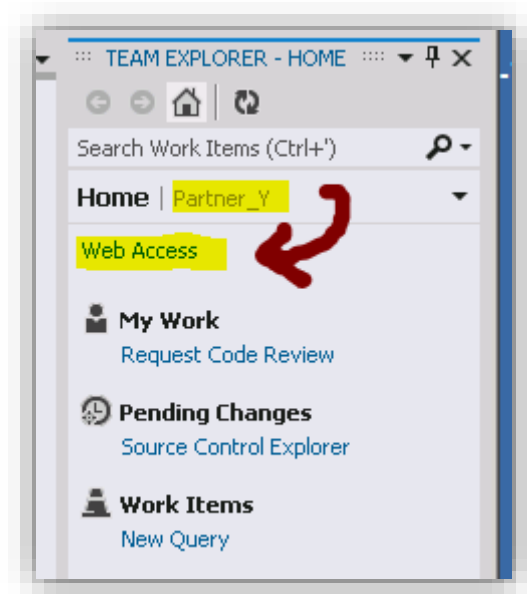 TEAM EXPLORER - HOME
Search Work Items (Ctrl+')
Home | Partner_Y
Web Access
My Work
Request Code Review
Pending Changes
Source Control Explorer
Work Items
New Query